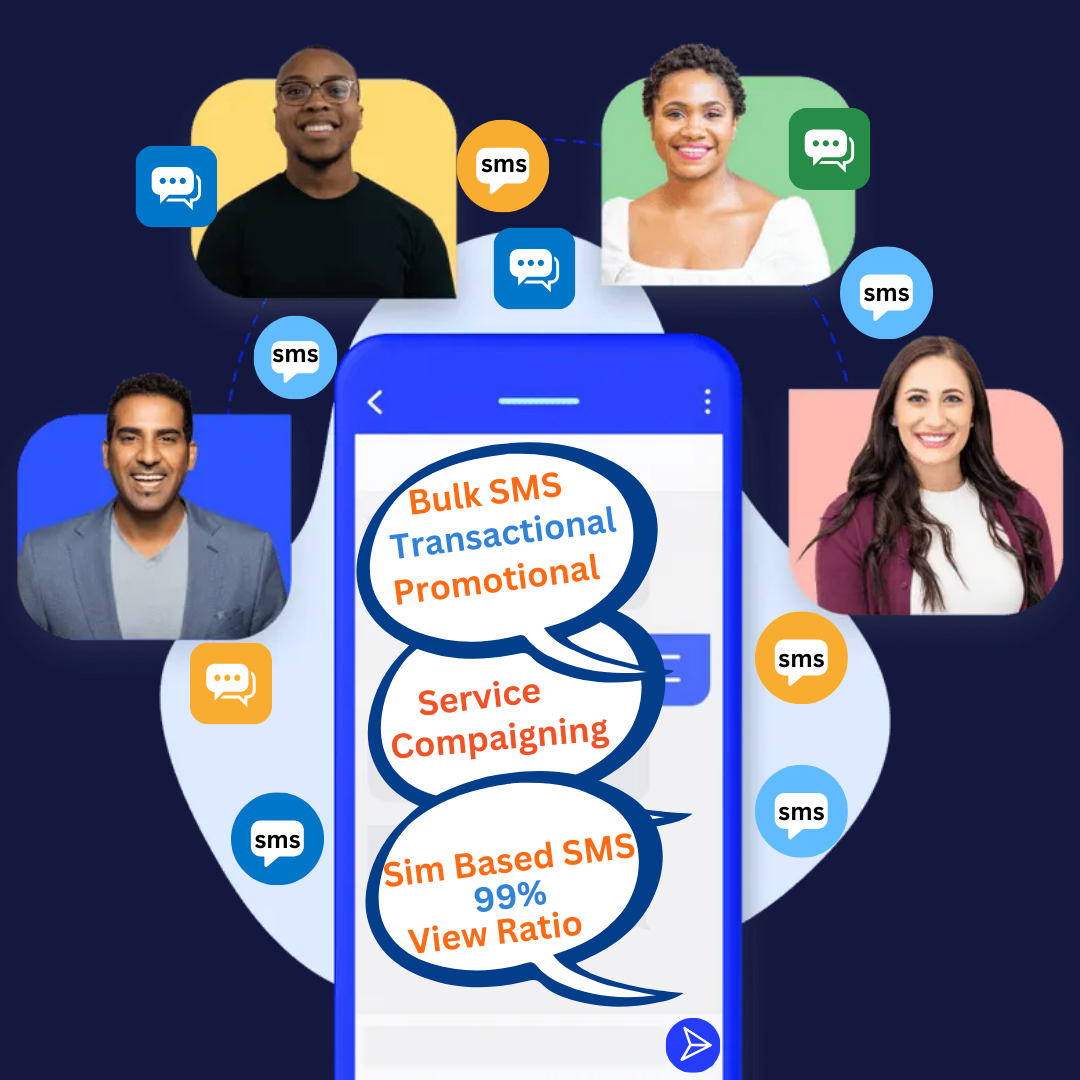 sms
sms
sms
Bulk SMS
Transactional
Promotional
Service
Compaigning
sms
sms
sms
Sim Based SMS
99%
View Ratio